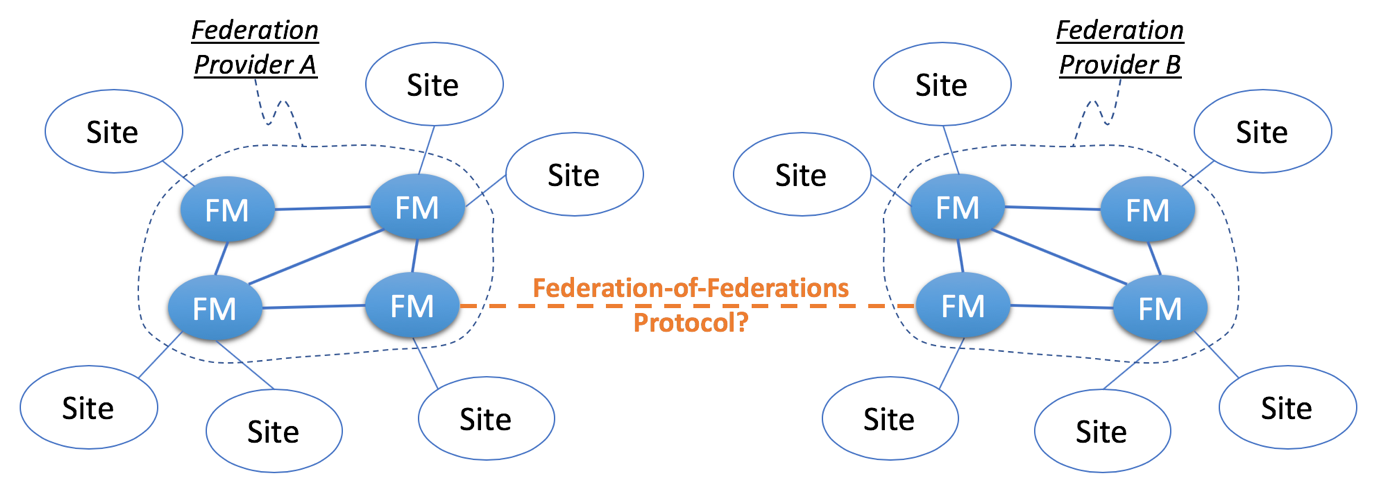 Federation
Provider A
Federation
Provider B
Site
Site
Site
Site
Site
Site
FM
FM
FM
FM
FM
FM
FM
FM
Federation-of-Federations
Protocol?
Site
Site
Site
Site
Site
Site